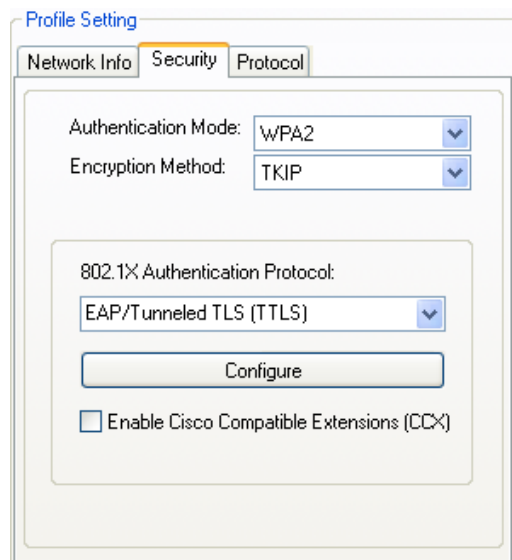 Profile Setting
Network Info Security Protocol
Authentication Mode: WPA2
Encryption Method: TKIP
802.1X Authentication Protocol:
EAP/Tunneled TLS (TTLS)
Configure
Enable Cisco Compatible Extensions (CCX)